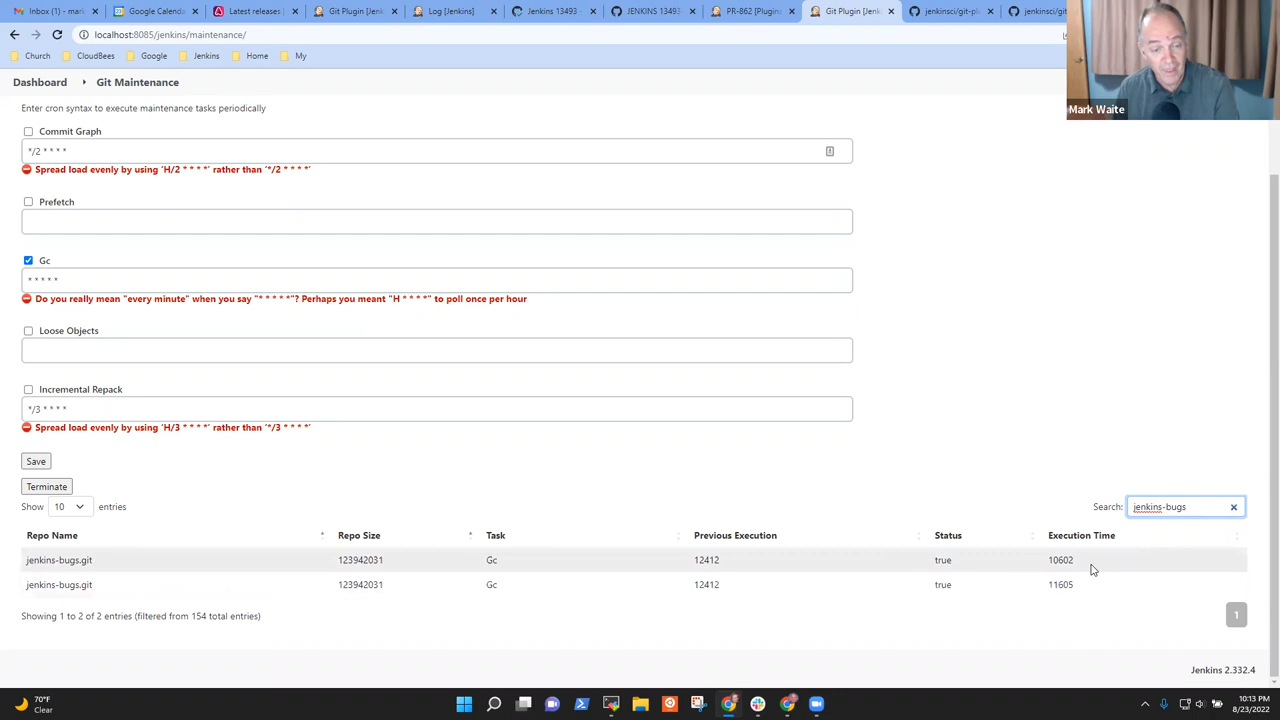 Inbox (1) - mark
Google Calenda
Latest releases
Git Plugin [Jenk
Log [Jenkins]
Jenkins 13493 -
JENKINS 13493-
PR-862 [Plugin
Git Plugin [Jenk
jenkinsci/git-pl
jenkinsci/git
localhost:8085/jenkins/maintenance/
Church
CloudBees
Google
Jenkins
Home
My
Mark Waite
Dashboard
Git Maintenance
Enter cron syntax to execute maintenance tasks periodically
Commit Graph
*/2 * * * *
Spread load evenly by using ‘H/2 * * * *’ rather than ‘*/2 * * * *’
Prefetch
Gc
* * * * *
Do you really mean "every minute" when you say "* * * * *"? Perhaps you meant "H * * * *" to poll once per hour
Loose Objects
Incremental Repack
*/3 * * * *
Spread load evenly by using ‘H/3 * * * *’ rather than ‘*/3 * * * *’
Save
Terminate
Show 10 entries
Search: jenkins-bugs
Repo Name Repo Size Task Previous Execution Status Execution Time
jenkins-bugs.git 123942031 Gc 12412 true 10602
jenkins-bugs.git 123942031 Gc 12412 true 11605
Showing 1 to 2 of 2 entries (filtered from 154 total entries)
1
Jenkins 2.332.4
70°F
Clear
10:13 PM
8/23/2022